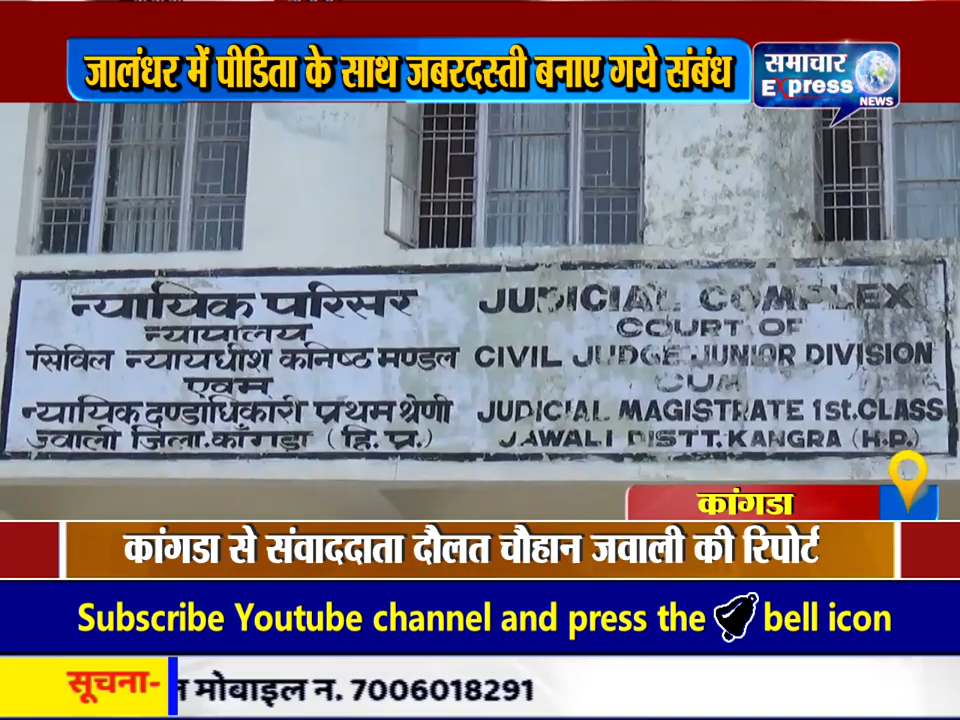 जालंधर में पीडिता के साथ जबरदस्ती बनाए गये संबंध
समाचार
Express
NEWS
न्यायिक परिसर
न्यायालय
सिविल न्यायधीश कनिष्ठ मण्डल
एवम
न्यायिक दण्डाधिकारी प्रथम श्रेणी
ज्वाली जिला.काँगड़ा (हि.प्र.)
JUDICIAL COMPLEX
COURT OF
CIVIL JUDGE JUNIOR DIVISION
CUM
JUDICIAL MAGISTRATE 1st.CLASS
JAWALI DISTT.KANGRA (H.P.)
कांगडा
कांगडा से संवाददाता दौलत चौहान जवाली की रिपोर्ट
Subscribe Youtube channel and press the bell icon
सूचना- मोबाइल न. 7006018291